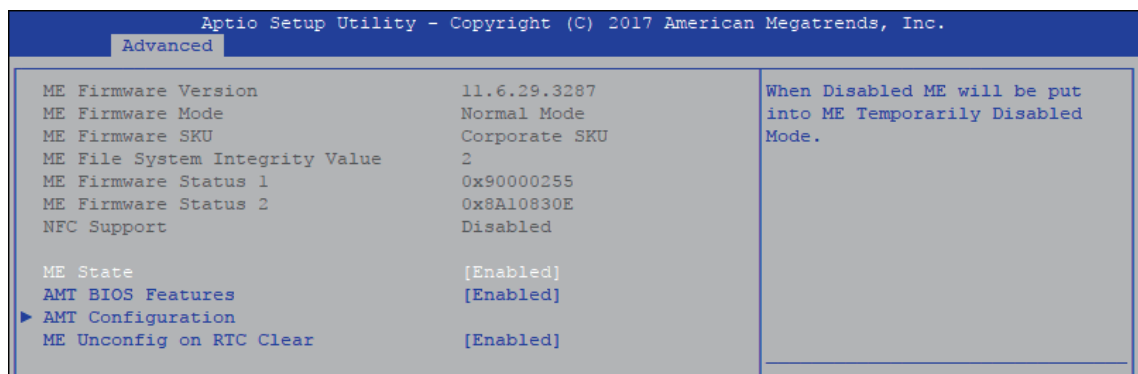 Aptio Setup Utility - Copyright (C) 2017 American Megatrends, Inc.
Advanced
ME Firmware Version 11.6.29.3287
ME Firmware Mode Normal Mode
ME Firmware SKU Corporate SKU
ME File System Integrity Value 2
ME Firmware Status 1 0x90000255
ME Firmware Status 2 0x8A10830E
NFC Support Disabled
ME State [Enabled]
AMT BIOS Features [Enabled]
► AMT Configuration
ME Unconfig on RTC Clear [Enabled]
When Disabled ME will be put
into ME Temporarily Disabled
Mode.